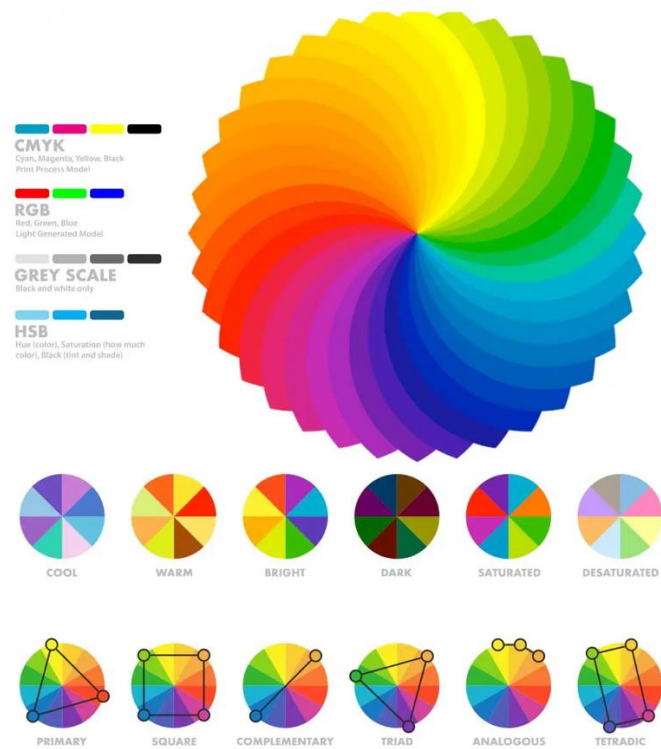 CMYK
Cyan, Magenta, Yellow, Black
Print Process Model
RGB
Red, Green, Blue
Light Generated Model
GREY SCALE
Black and white only
HSB
Hue (color), Saturation (how much
color), Black (tint and shade)
COOL
WARM
BRIGHT
DARK
SATURATED
DESATURATED
PRIMARY
SQUARE
COMPLEMENTARY
TRIAD
ANALOGOUS
TETRADIC